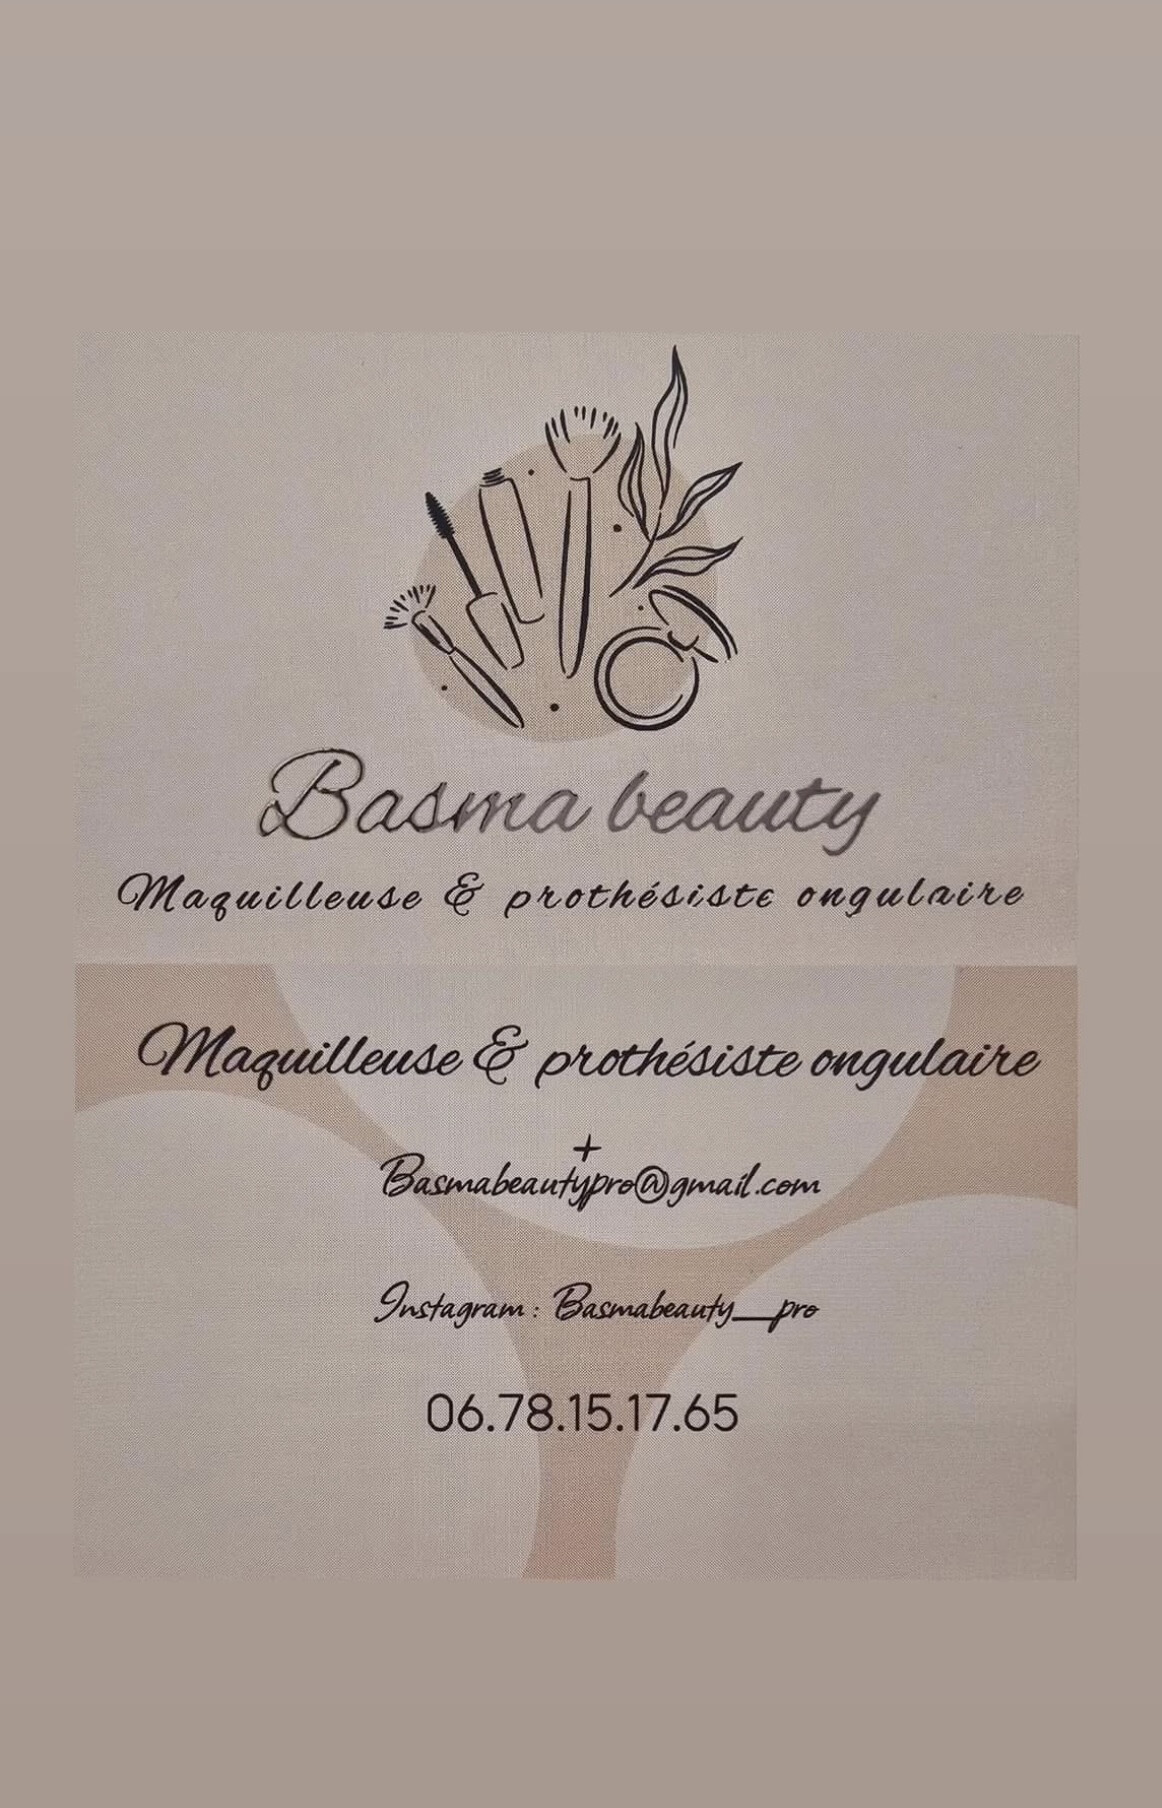 Basma beauty
Maquilleuse & prothésiste ongulaire
Maquilleuse & prothésiste ongulaire
+
Basmabeautypro@gmail.com
Instagram : Basmabeauty__pro
06.78.15.17.65